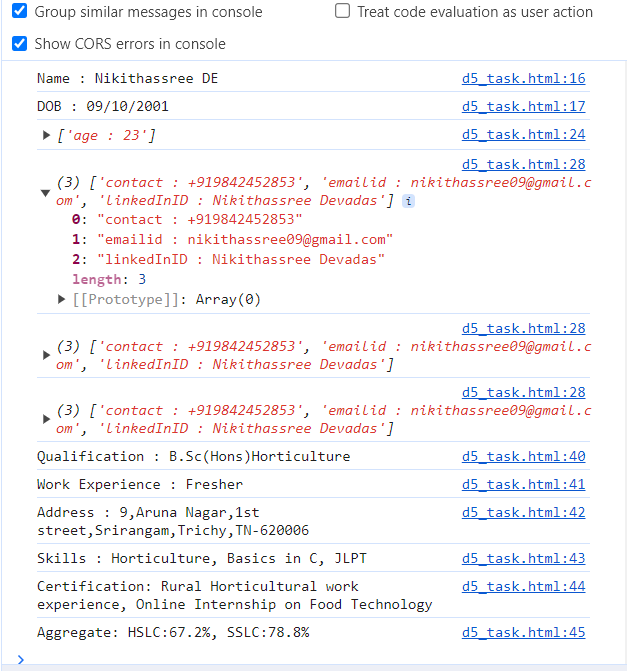 Group similar messages in console
Treat code evaluation as user action
Show CORS errors in console
Name : Nikithassree DE d5_task.html:16
DOB : 09/10/2001 d5_task.html:17
['age : 23'] d5_task.html:24
d5_task.html:28
(3) ['contact : +919842452853', 'emailid : nikithassree09@gmail.c
om', 'linkedInID : Nikithassree Devadas'] i
0: "contact : +919842452853"
1: "emailid : nikithassree09@gmail.com"
2: "linkedInID : Nikithassree Devadas"
length: 3
[[Prototype]]: Array(0)
d5_task.html:28
(3) ['contact : +919842452853', 'emailid : nikithassree09@gmail.c
om', 'linkedInID : Nikithassree Devadas']
d5_task.html:28
(3) ['contact : +919842452853', 'emailid : nikithassree09@gmail.c
om', 'linkedInID : Nikithassree Devadas']
Qualification : B.Sc(Hons)Horticulture d5_task.html:40
Work Experience : Fresher d5_task.html:41
Address : 9,Aruna Nagar,1st d5_task.html:42
street,Srirangam,Trichy,TN-620006
Skills : Horticulture, Basics in C, JLPT d5_task.html:43
Certification: Rural Horticultural work d5_task.html:44
experience, Online Internship on Food Technology
Aggregate: HSLC:67.2%, SSLC:78.8% d5_task.html:45